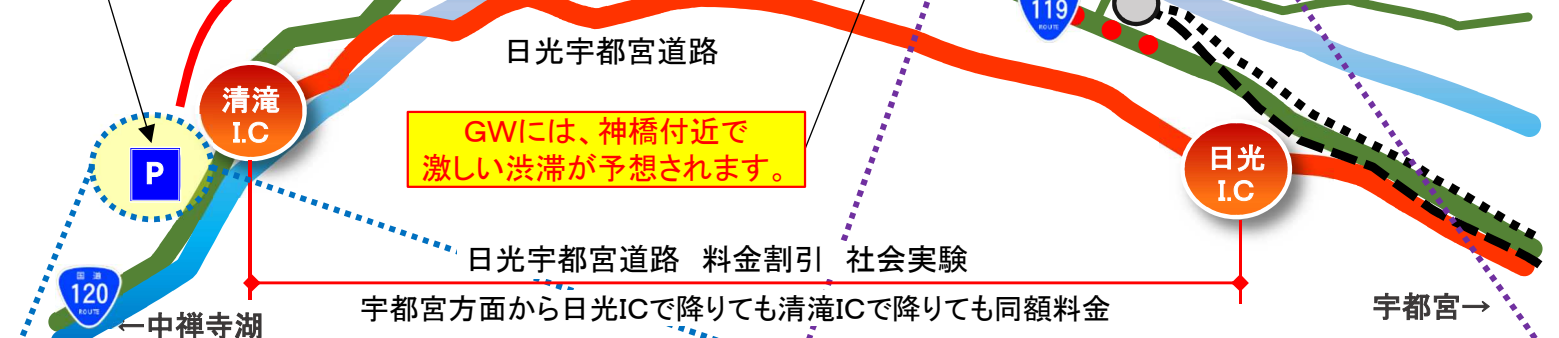 119
ROUTE
日光宇都宮道路
清滝
I.C
GWには、神橋付近で
激しい渋滞が予想されます。
P
日光
I.C
日光宇都宮道路 料金割引 社会実験
国道
120
ROUTE
宇都宮方面から日光ICで降りても清滝ICで降りても同額料金
宇都宮→
←中禅寺湖